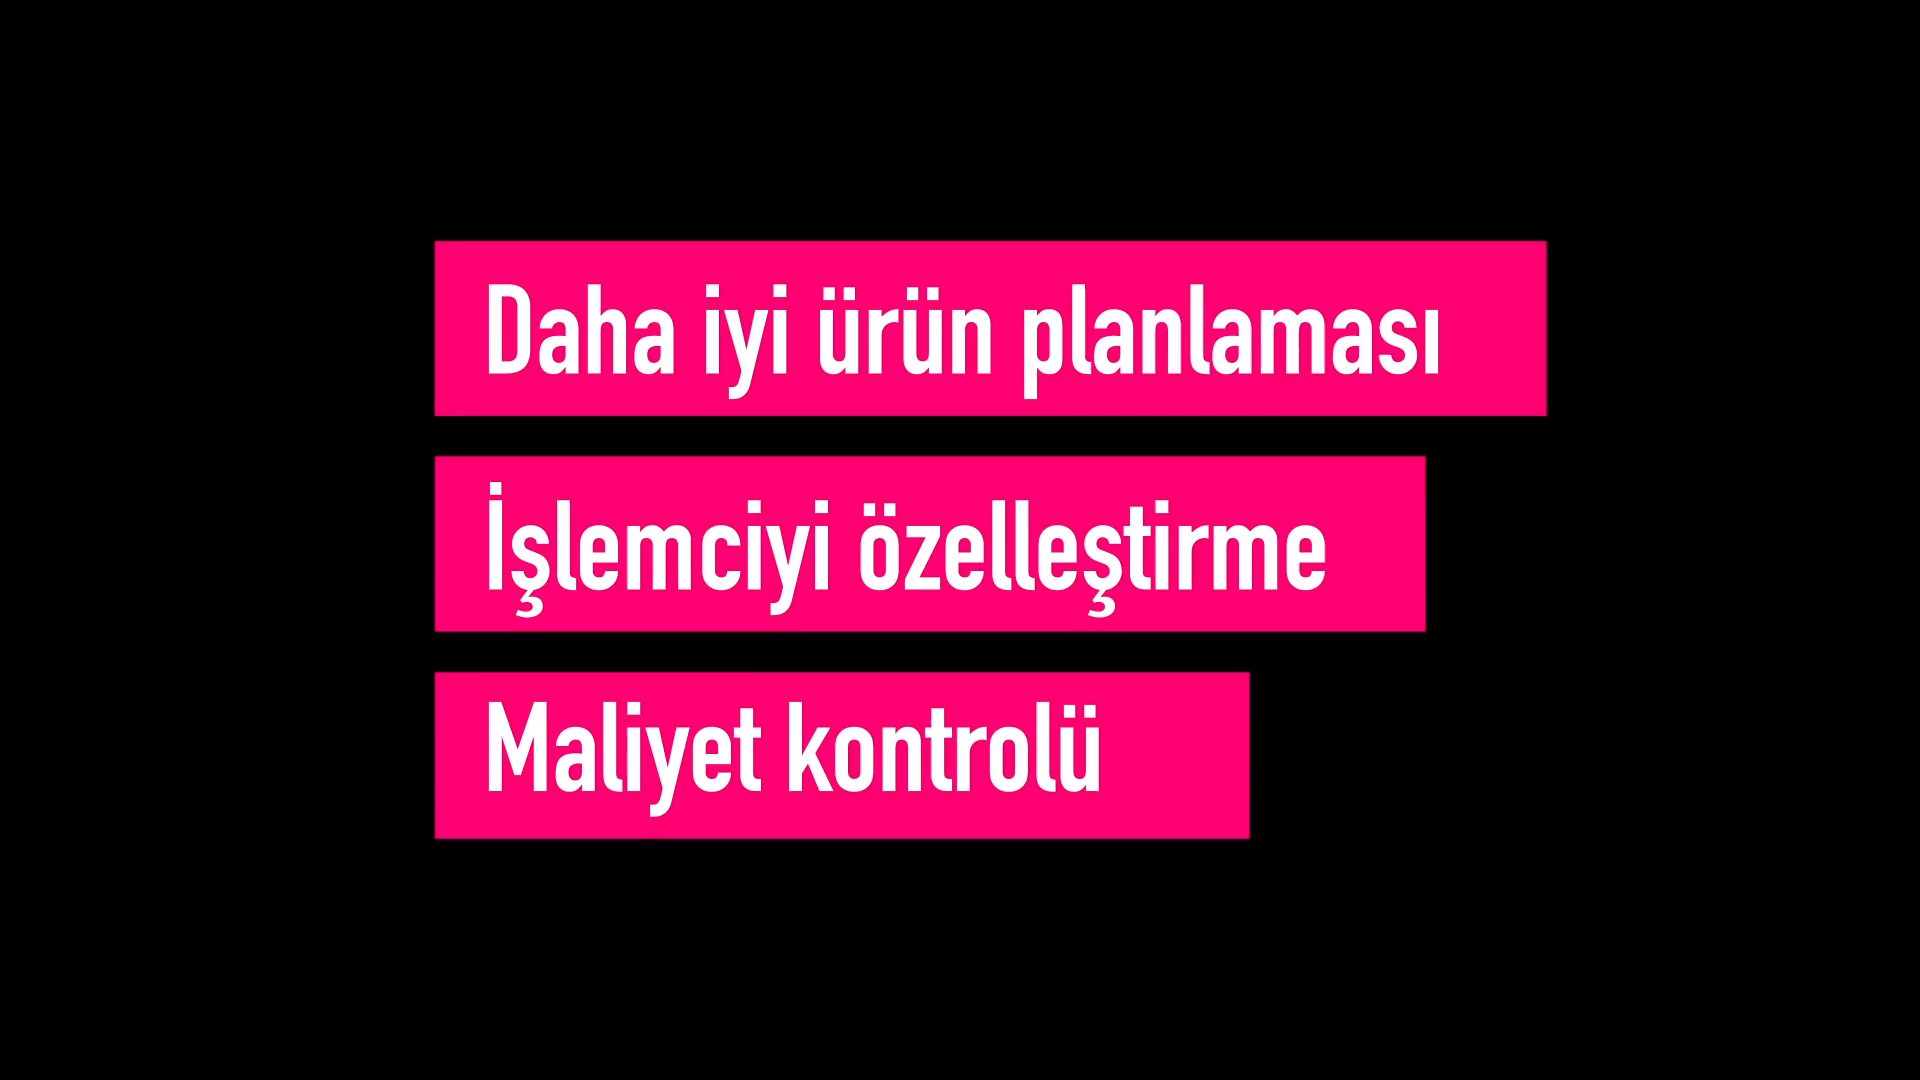 Daha iyi ürün planlaması
İşlemciyi özelleştirme
Maliyet kontrolü